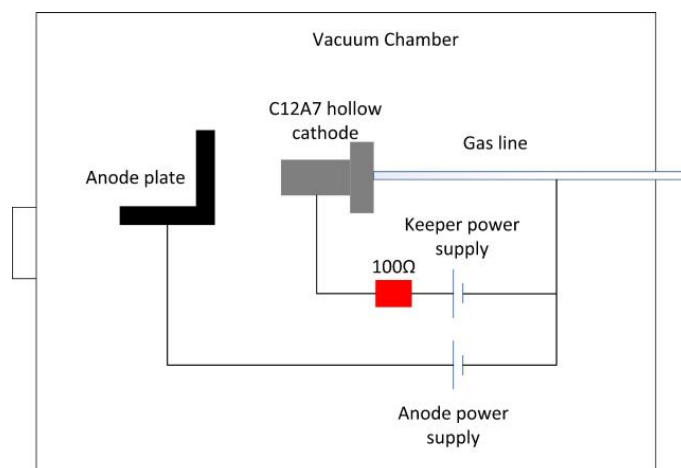 Vacuum Chamber
C12A7 hollow
cathode
Gas line
Anode plate
Keeper power
supply
100Ω
Anode power
supply